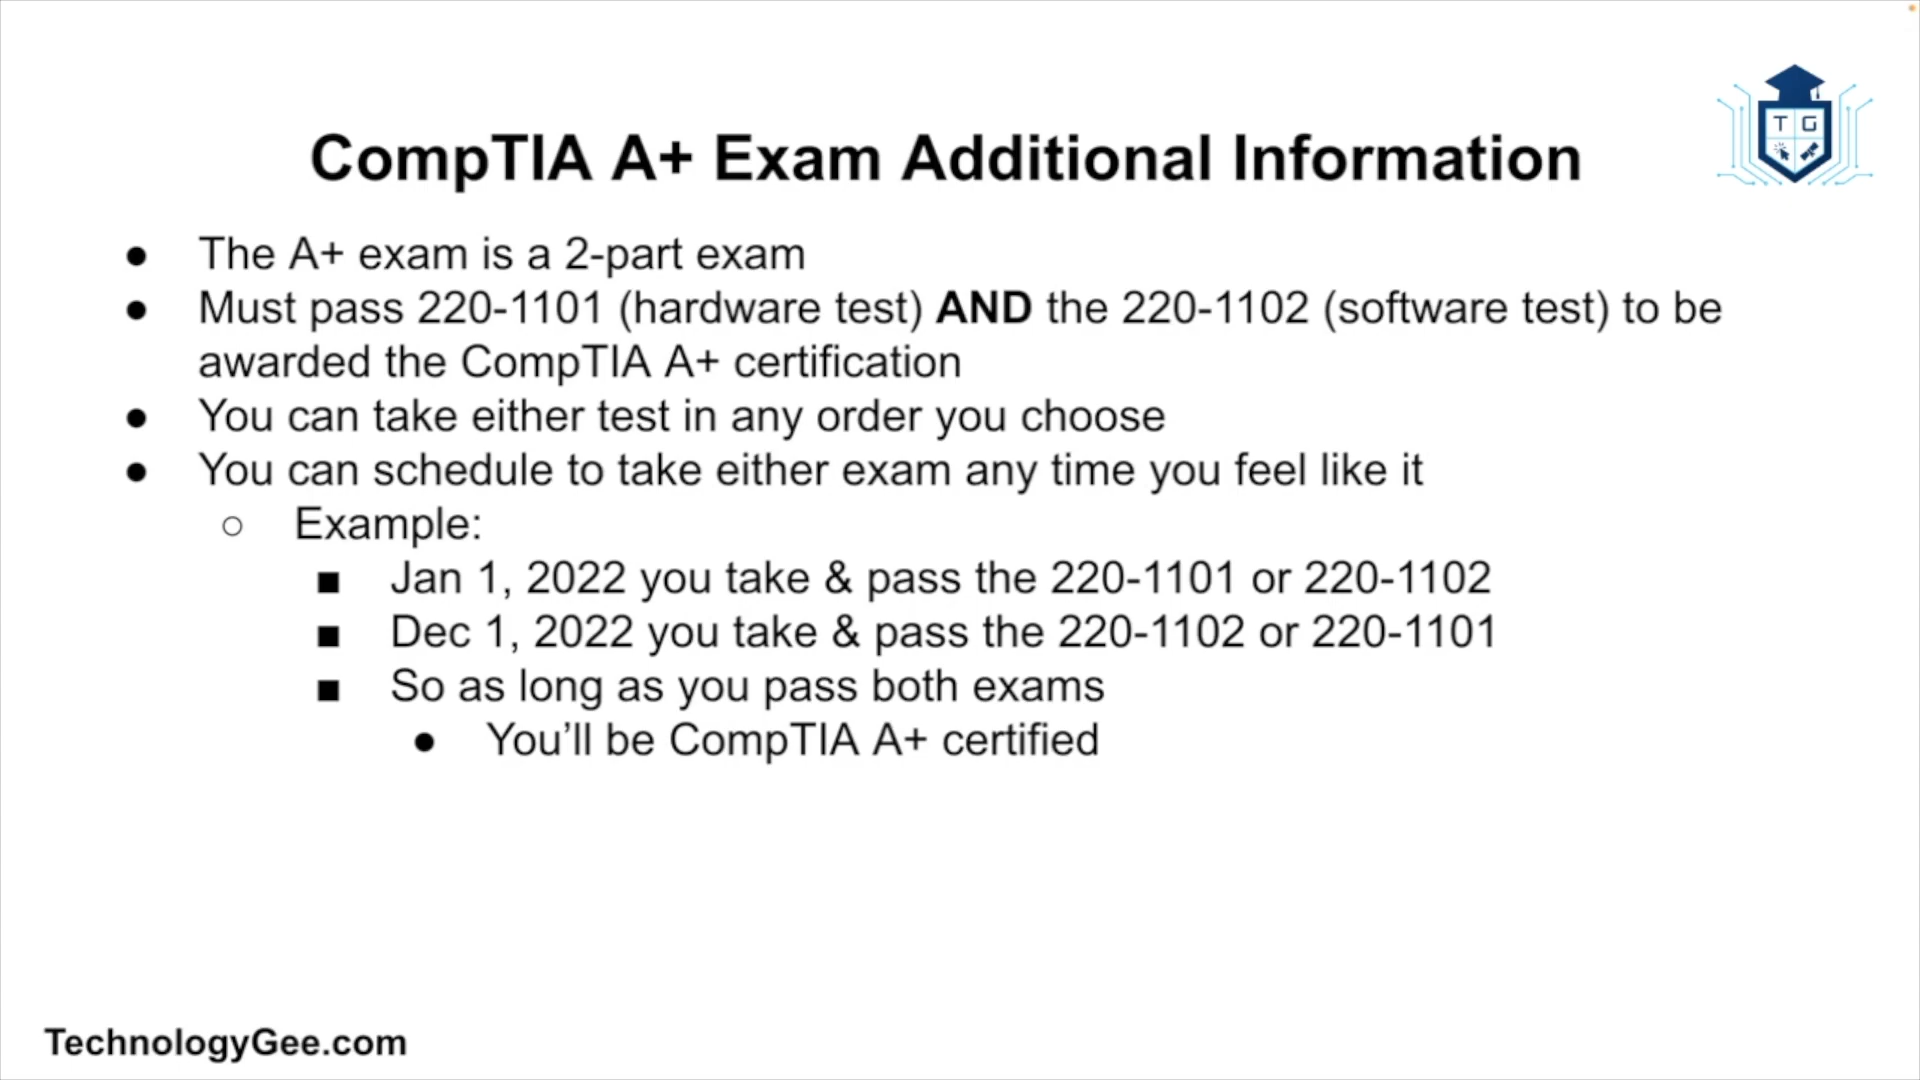 CompTIA A+ Exam Additional Information
T G
● The A+ exam is a 2-part exam
● Must pass 220-1101 (hardware test) AND the 220-1102 (software test) to be
awarded the CompTIA A+ certification
● You can take either test in any order you choose
● You can schedule to take either exam any time you feel like it
○ Example:
■ Jan 1, 2022 you take & pass the 220-1101 or 220-1102
■ Dec 1, 2022 you take & pass the 220-1102 or 220-1101
■ So as long as you pass both exams
● You’ll be CompTIA A+ certified
TechnologyGee.com